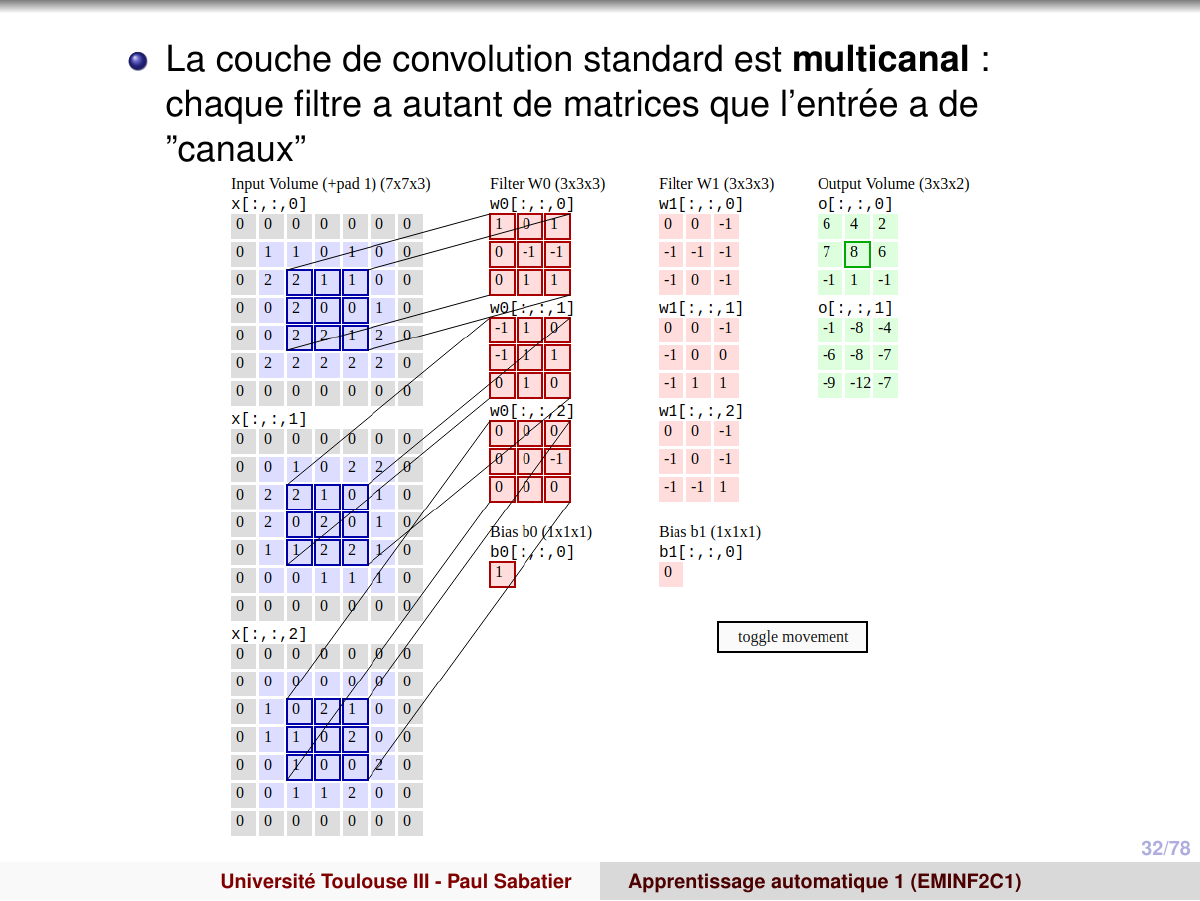 La couche de convolution standard est multicanal :
chaque filtre a autant de matrices que l'entrée a de
”canaux”
Input Volume (+pad 1) (7x7x3)
x[:,:,0]
0 0 0 0 0 0 0
0 1 1 0 1 0 0
0 2 2 1 1 0 0
0 0 2 0 0 1 0
0 0 2 2 1 2 0
0 2 2 2 2 2 0
0 0 0 0 0 0 0
x[:,:,1]
0 0 0 0 0 0 0
0 0 1 0 2 2 0
0 2 2 1 0 1 0
0 2 0 2 0 1 0
0 1 1 2 2 1 0
0 0 0 1 1 1 0
0 0 0 0 0 0 0
x[:,:,2]
0 0 0 0 0 0 0
0 0 0 0 0 0 0
0 1 0 2 1 0 0
0 1 1 0 2 0 0
0 0 1 0 0 2 0
0 0 1 1 2 0 0
0 0 0 0 0 0 0
Filter W0 (3x3x3)
w0[:,:,0]
1 0 1
0 -1 -1
0 1 1
w0[:,:,1]
-1 1 0
-1 1 1
0 1 0
w0[:,:,2]
0 0 0
0 0 -1
0 0 0
Bias b0 (1x1x1)
b0[:,:,0]
1
Filter W1 (3x3x3)
w1[:,:,0]
0 0 -1
-1 -1 -1
-1 0 -1
w1[:,:,1]
0 0 -1
-1 0 0
-1 1 1
w1[:,:,2]
0 0 -1
-1 0 -1
-1 -1 1
Bias b1 (1x1x1)
b1[:,:,0]
0
Output Volume (3x3x2)
o[:,:,0]
6 4 2
7 8 6
-1 1 -1
o[:,:,1]
-1 -8 -4
-6 -8 -7
-9 -12 -7
toggle movement
32/78
Université Toulouse III - Paul Sabatier
Apprentissage automatique 1 (EMINF2C1)